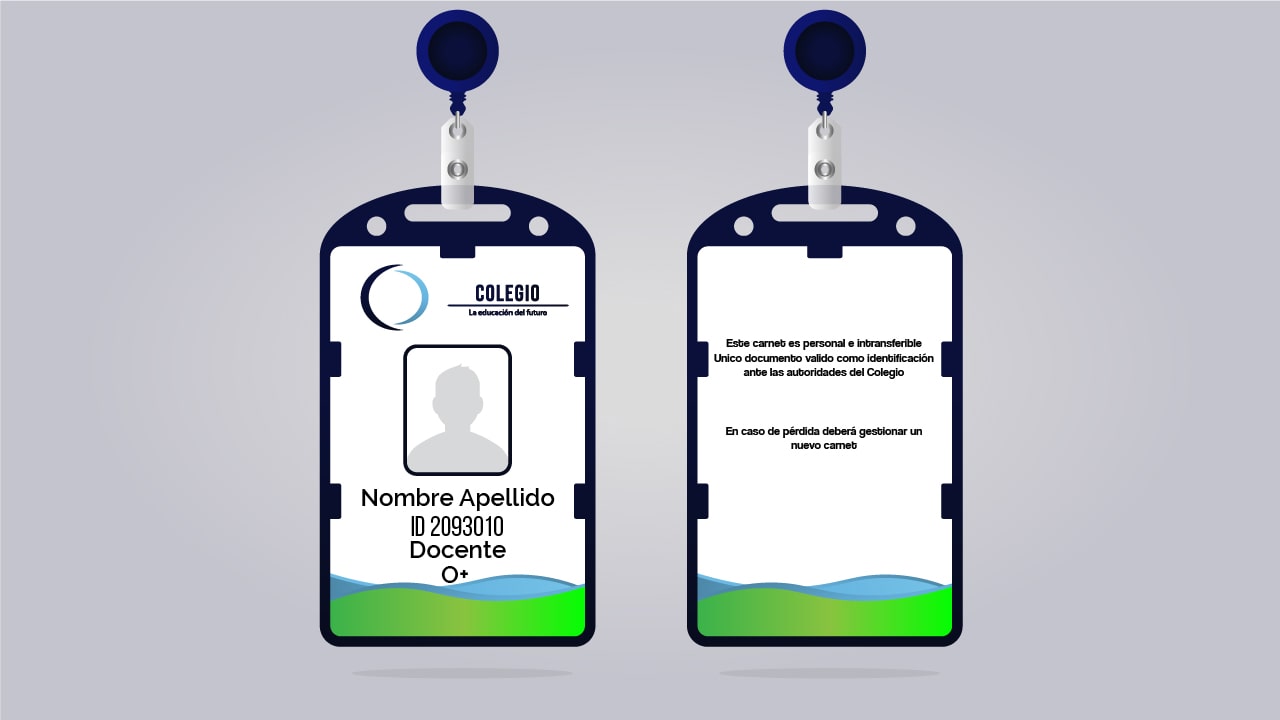 COLEGIO
La educación del futuro
Nombre Apellido
ID 2093010
Docente
O+
Este carnet es personal e intransferible
Unico documento valido como identificación
ante las autoridades del Colegio
En caso de pérdida deberá gestionar un
nuevo carnet